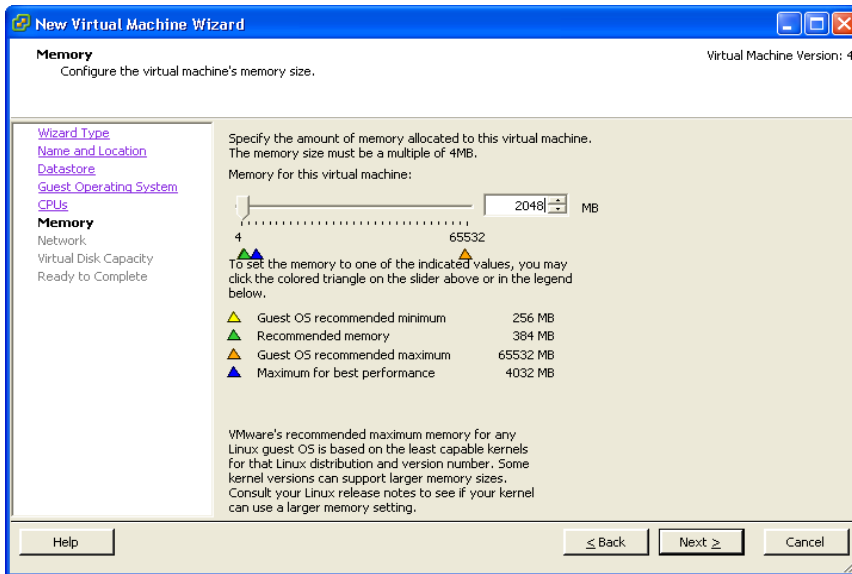 New Virtual Machine Wizard
Memory
Configure the virtual machine's memory size.
Virtual Machine Version: 4
Wizard Type
Name and Location
Datastore
Guest Operating System
CPUs
Memory
Network
Virtual Disk Capacity
Ready to Complete
Specify the amount of memory allocated to this virtual machine.
The memory size must be a multiple of 4MB.
Memory for this virtual machine:
2048 MB
4 65532
To set the memory to one of the indicated values, you may
click the colored triangle on the slider above or in the legend
below.
Guest OS recommended minimum 256 MB
Recommended memory 384 MB
Guest OS recommended maximum 65532 MB
Maximum for best performance 4032 MB
VMware's recommended maximum memory for any
Linux guest OS is based on the least capable kernels
for that Linux distribution and version number. Some
kernel versions can support larger memory sizes.
Consult your Linux release notes to see if your kernel
can use a larger memory setting.
Help ≤ Back Next ≥ Cancel